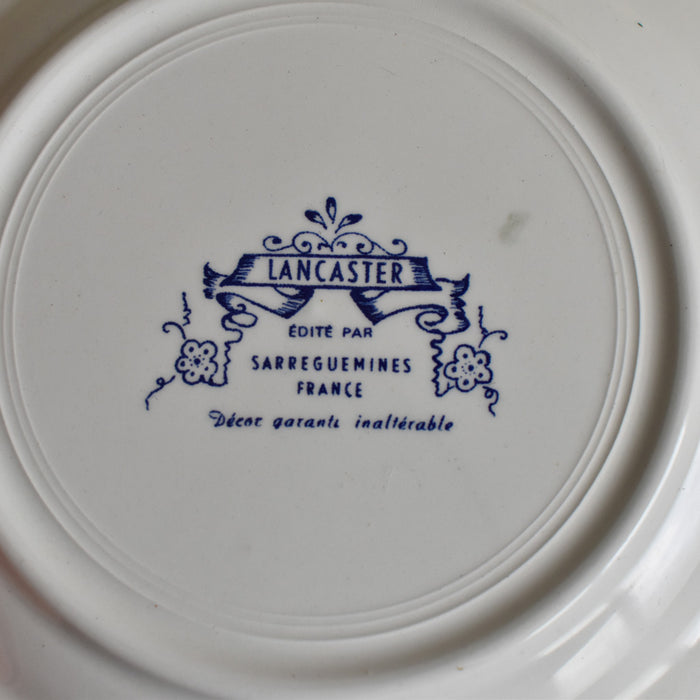 LANCASTER
ÉDITÉ PAR
SARREGUEMINES
FRANCE
Décor garanti inaltérable